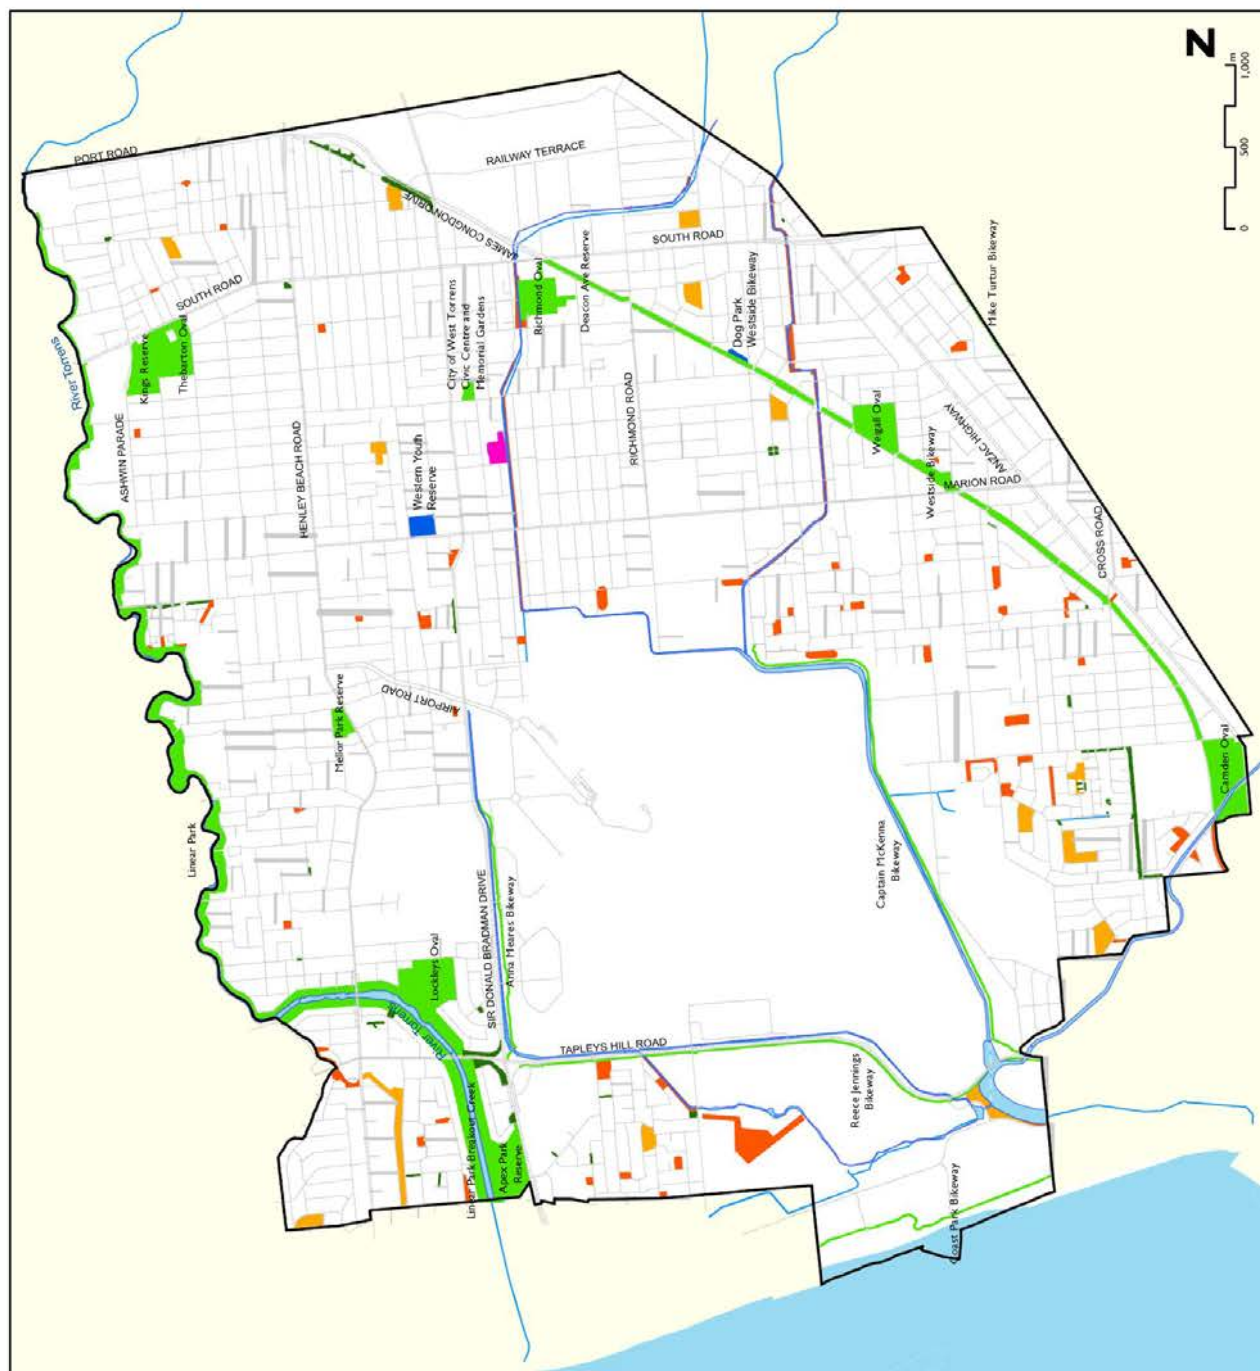 N
m
1,000
500
0
PORT ROAD
RAILWAY TERRACE
JAMES CONGDON DRIVE
SOUTH ROAD
SOUTH ROAD
River Torrens
Kings Reserve
Thebarton Oval
ASHWIN PARADE
HENLEY BEACH ROAD
City of West Torrens
Civic Centre and
Memorial Gardens
Richmond Oval
Deacon Ave Reserve
Dog Park
Westside Bikeway
Mike Turtur Bikeway
Western Youth
Reserve
RICHMOND ROAD
Weigall Oval
Westside Bikeway
ANZAC HIGHWAY
MARION ROAD
CROSS ROAD
Mellor Park Reserve
AIRPORT ROAD
Camden Oval
Linear Park
Captain McKenna
Bikeway
Lockleys Oval
SIR DONALD BRADMAN DRIVE
Anna Meares Bikeway
River Torrens
TAPLEYS HILL ROAD
Reece Jennings
Bikeway
Linear Park Breakout Creek
Apex Park
Reserve
Coast Park Bikeway